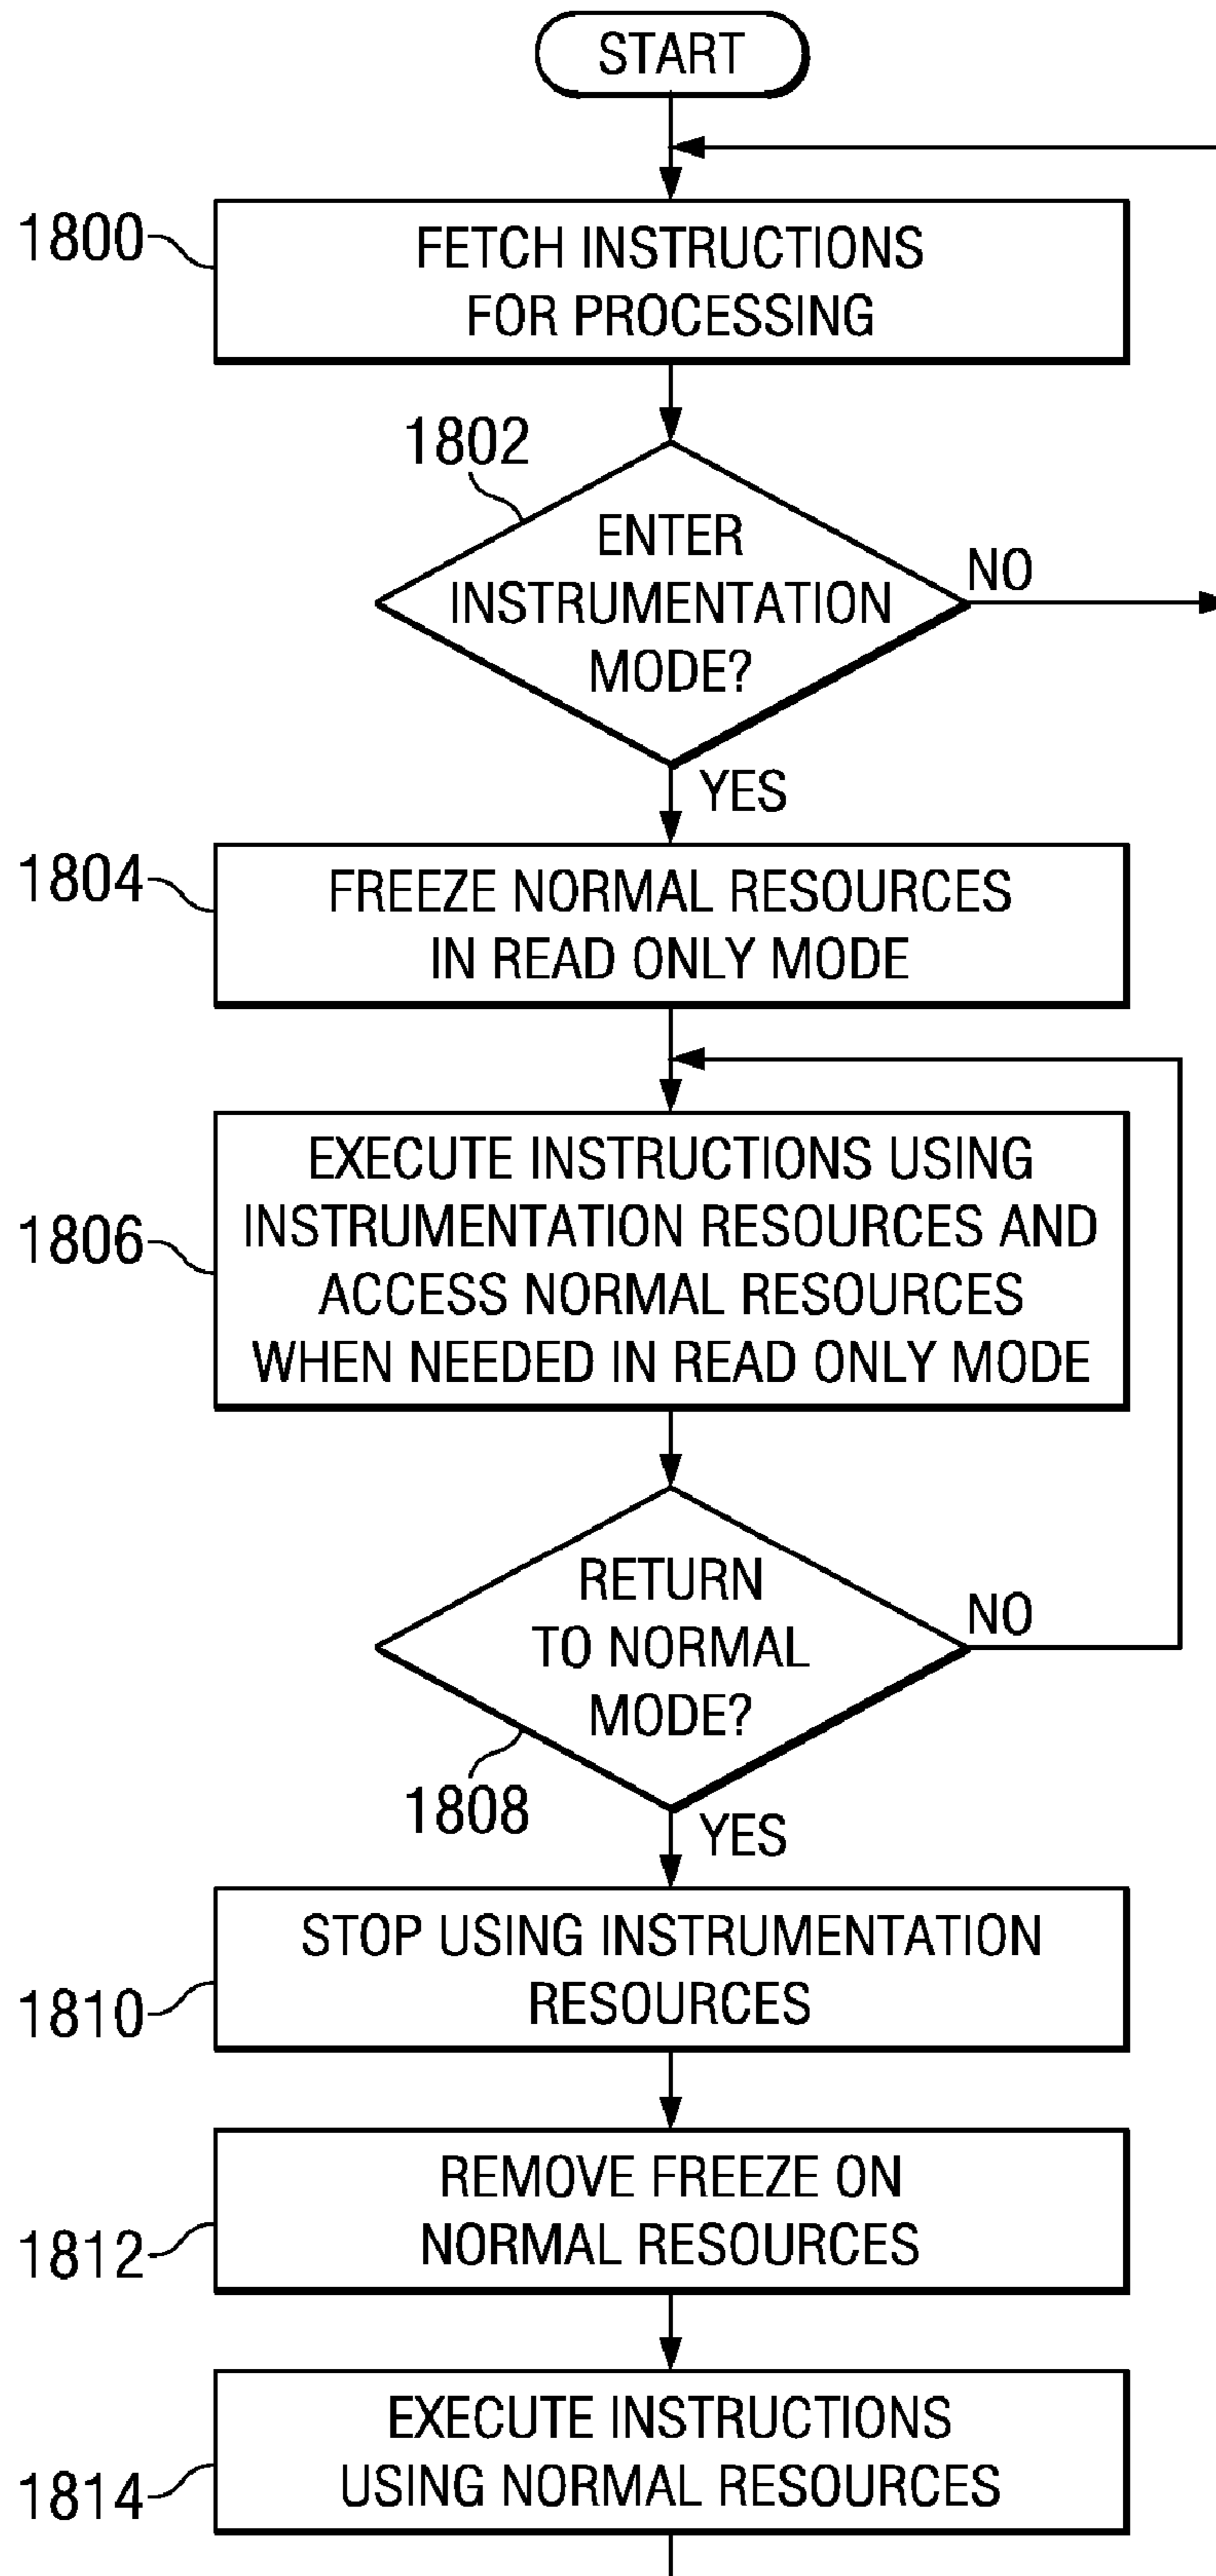 START
1800
FETCH INSTRUCTIONS
FOR PROCESSING
1802
ENTER
INSTRUMENTATION
MODE?
NO
YES
1804
FREEZE NORMAL RESOURCES
IN READ ONLY MODE
1806
EXECUTE INSTRUCTIONS USING
INSTRUMENTATION RESOURCES AND
ACCESS NORMAL RESOURCES
WHEN NEEDED IN READ ONLY MODE
RETURN
TO NORMAL
MODE?
NO
1808
YES
STOP USING INSTRUMENTATION
RESOURCES
1810
REMOVE FREEZE ON
NORMAL RESOURCES
1812
EXECUTE INSTRUCTIONS
USING NORMAL RESOURCES
1814